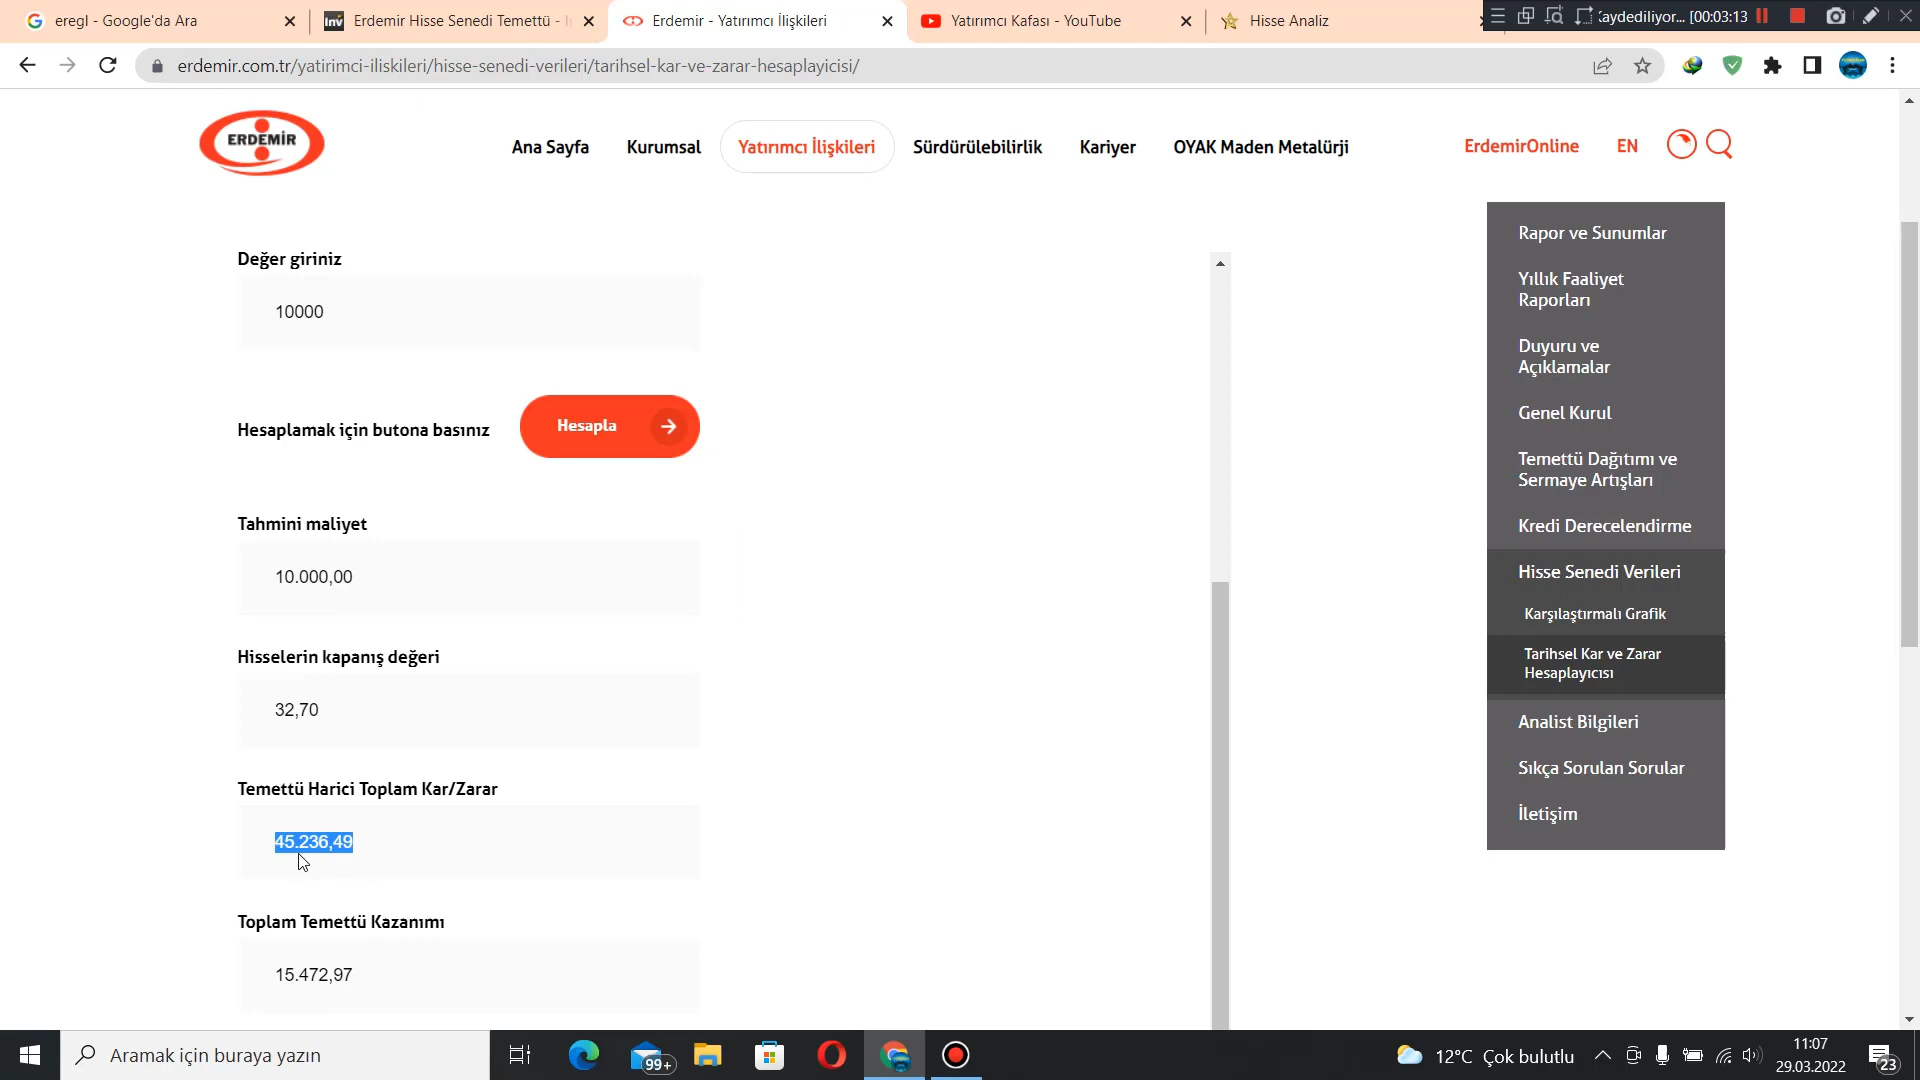 eregl - Google'da Ara
Erdemir Hisse Senedi Temettü - I
Erdemir - Yatırımcı İlişkileri
Yatırımcı Kafası - YouTube
Hisse Analiz
Kaydediliyor... [00:03:13]
erdemir.com.tr/yatirimci-iliskileri/hisse-senedi-verileri/tarihsel-kar-ve-zarar-hesaplayicisi/
ERDEMİR
Ana Sayfa
Kurumsal
Yatırımcı İlişkileri
Sürdürülebilirlik
Kariyer
OYAK Maden Metalürji
ErdemirOnline
EN
Değer giriniz
10000
Hesaplamak için butona basınız
Hesapla
Tahmini maliyet
10.000,00
Hisselerin kapanış değeri
32,70
Temettü Harici Toplam Kar/Zarar
45.236,49
Toplam Temettü Kazanımı
15.472,97
Rapor ve Sunumlar
Yıllık Faaliyet
Raporları
Duyuru ve
Açıklamalar
Genel Kurul
Temettü Dağıtımı ve
Sermaye Artışları
Kredi Derecelendirme
Hisse Senedi Verileri
Karşılaştırmalı Grafik
Tarihsel Kar ve Zarar
Hesaplayıcısı
Analist Bilgileri
Sıkça Sorulan Sorular
İletişim
Aramak için buraya yazın
99+
12°C Çok bulutlu
11:07
29.03.2022
23